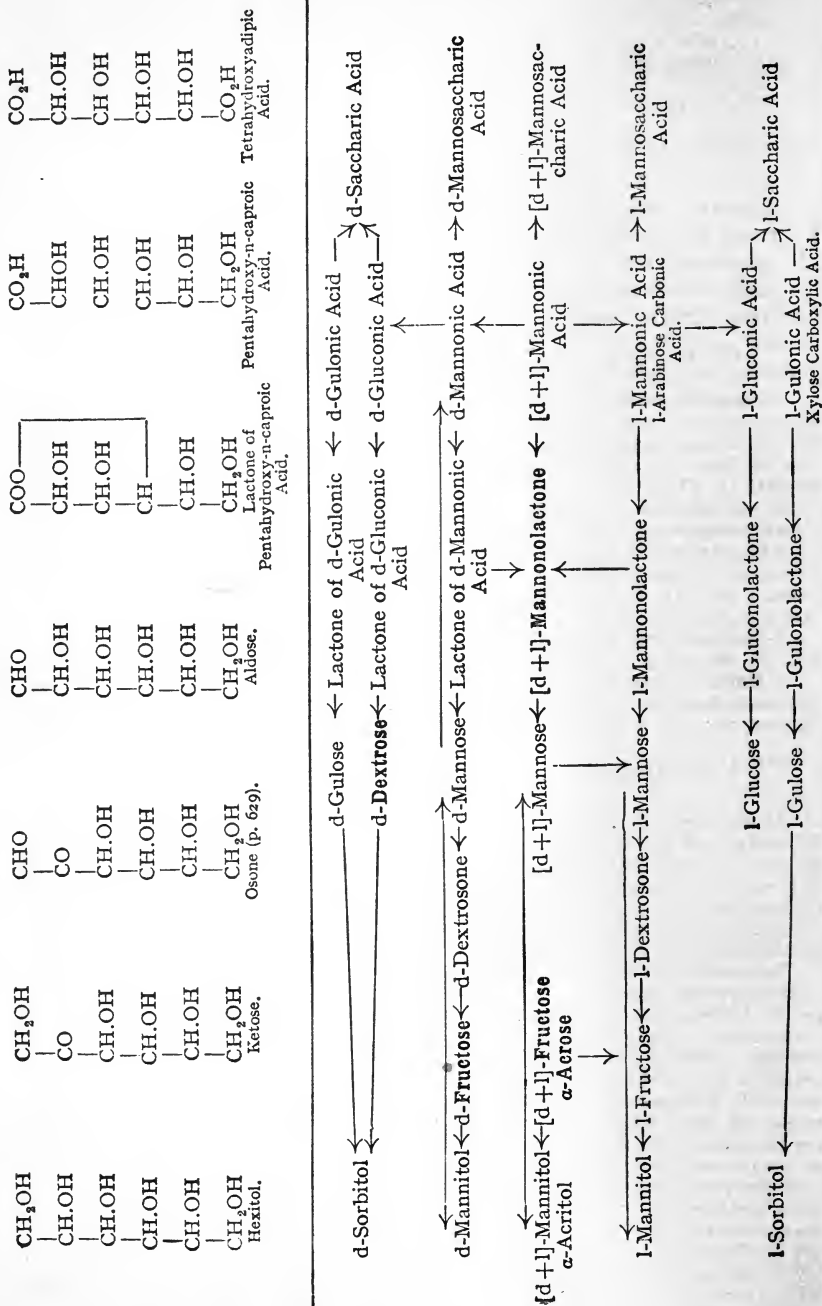 CH₂OH
CH.OH
CH.OH
CH.OH
CH.OH
CH₂OH
Hexitol.
CH₂OH
CO
CH.OH
CH.OH
CH.OH
CH₂OH
Ketose.
CHO
CO
CH.OH
CH.OH
CH.OH
CH₂OH
Osone (p. 629).
CHO
CH.OH
CH.OH
CH.OH
CH.OH
CH₂OH
Aldose.
COO
CH.OH
CH.OH
CH
CH.OH
CH₂OH
Lactone of
Pentahydroxy-n-caproic
Acid.
CO₂H
CHOH
CH.OH
CH.OH
CH.OH
CH₂OH
Pentahydroxy-n-caproic
Acid.
CO₂H
CH.OH
CH OH
CH.OH
CH.OH
CO₂H
Tetrahydroxyadipic
Acid.
d-Sorbitol
d-Gulose ← Lactone of d-Gulonic ← d-Gulonic Acid
Acid
d-Dextrose ← Lactone of d-Gluconic ← d-Gluconic Acid
Acid
d-Saccharic Acid
d-Mannitol ← d-Fructose ← d-Dextrosone ← d-Mannose ← Lactone of d-Mannonic ← d-Mannonic Acid → d-Mannosaccharic
Acid
Acid
[d+l]-Mannitol ← [d+l]-Fructose
α-Acritol
α-Acrose
[d+l]-Mannose ← [d+l]-Mannonolactone ← [d+l]-Mannonic → [d+l]-Mannosac-
Acid
charic Acid
l-Mannitol ← l-Fructose ← l-Dextrosone ← l-Mannose ← l-Mannonolactone ← l-Mannonic Acid → l-Mannosaccharic
l-Arabinose Carbonic
Acid.
Acid
l-Glucose ← l-Gluconolactone ← l-Gluconic Acid
l-Saccharic Acid
l-Sorbitol ← l-Gulose ← l-Gulonolactone ← l-Gulonic Acid
Xylose Carboxylic Acid.